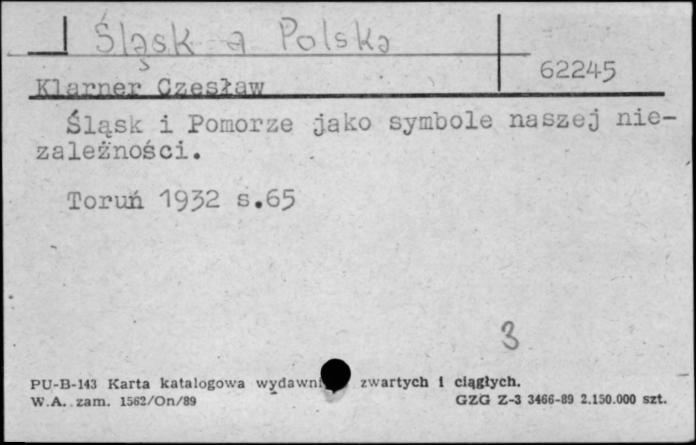 Śląsk a Polska
62245
Klarner Czesław
Śląsk i Pomorze jako symbole naszej nie-
zależności.
Toruń 1932 s.65
3
PU-B-143 Karta katalogowa zwartych i ciągłych.
W.A. zam. 1562/On/89 GZG Z-3 3466-89 2.150.000 szt.